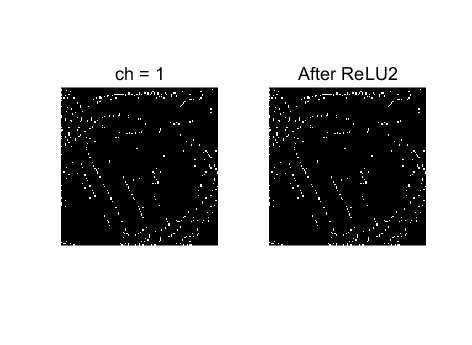 ch = 1
After ReLU2